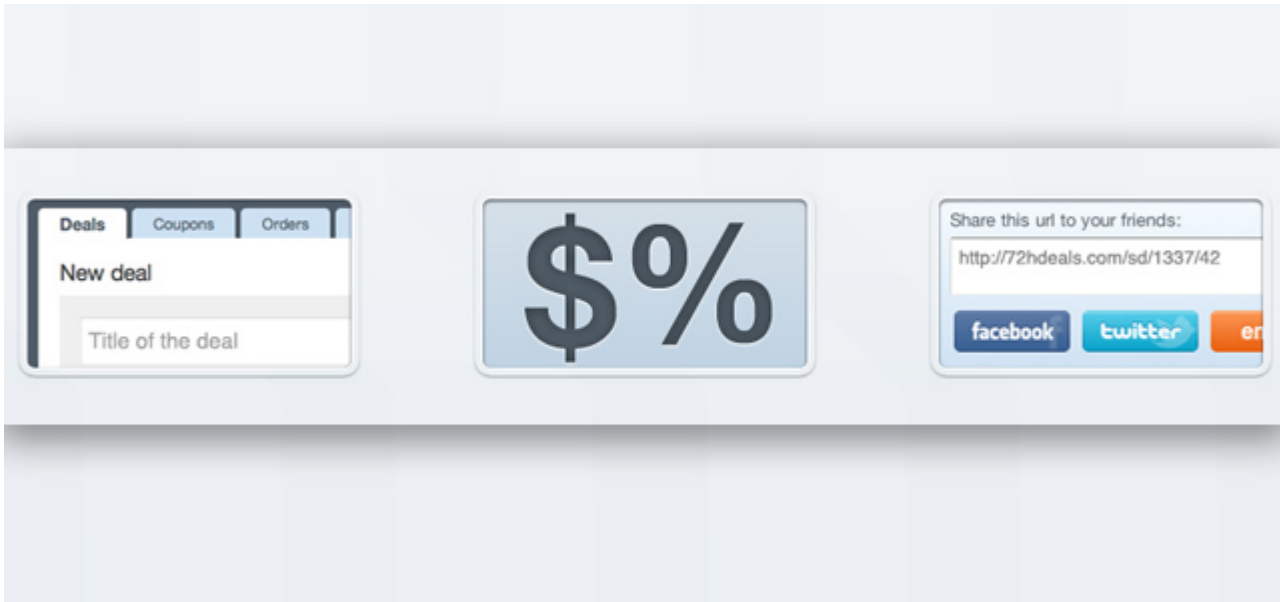 Deals Coupons Orders
New deal
Title of the deal
$%
Share this url to your friends:
http://72hdeals.com/sd/1337/42
facebook twitter